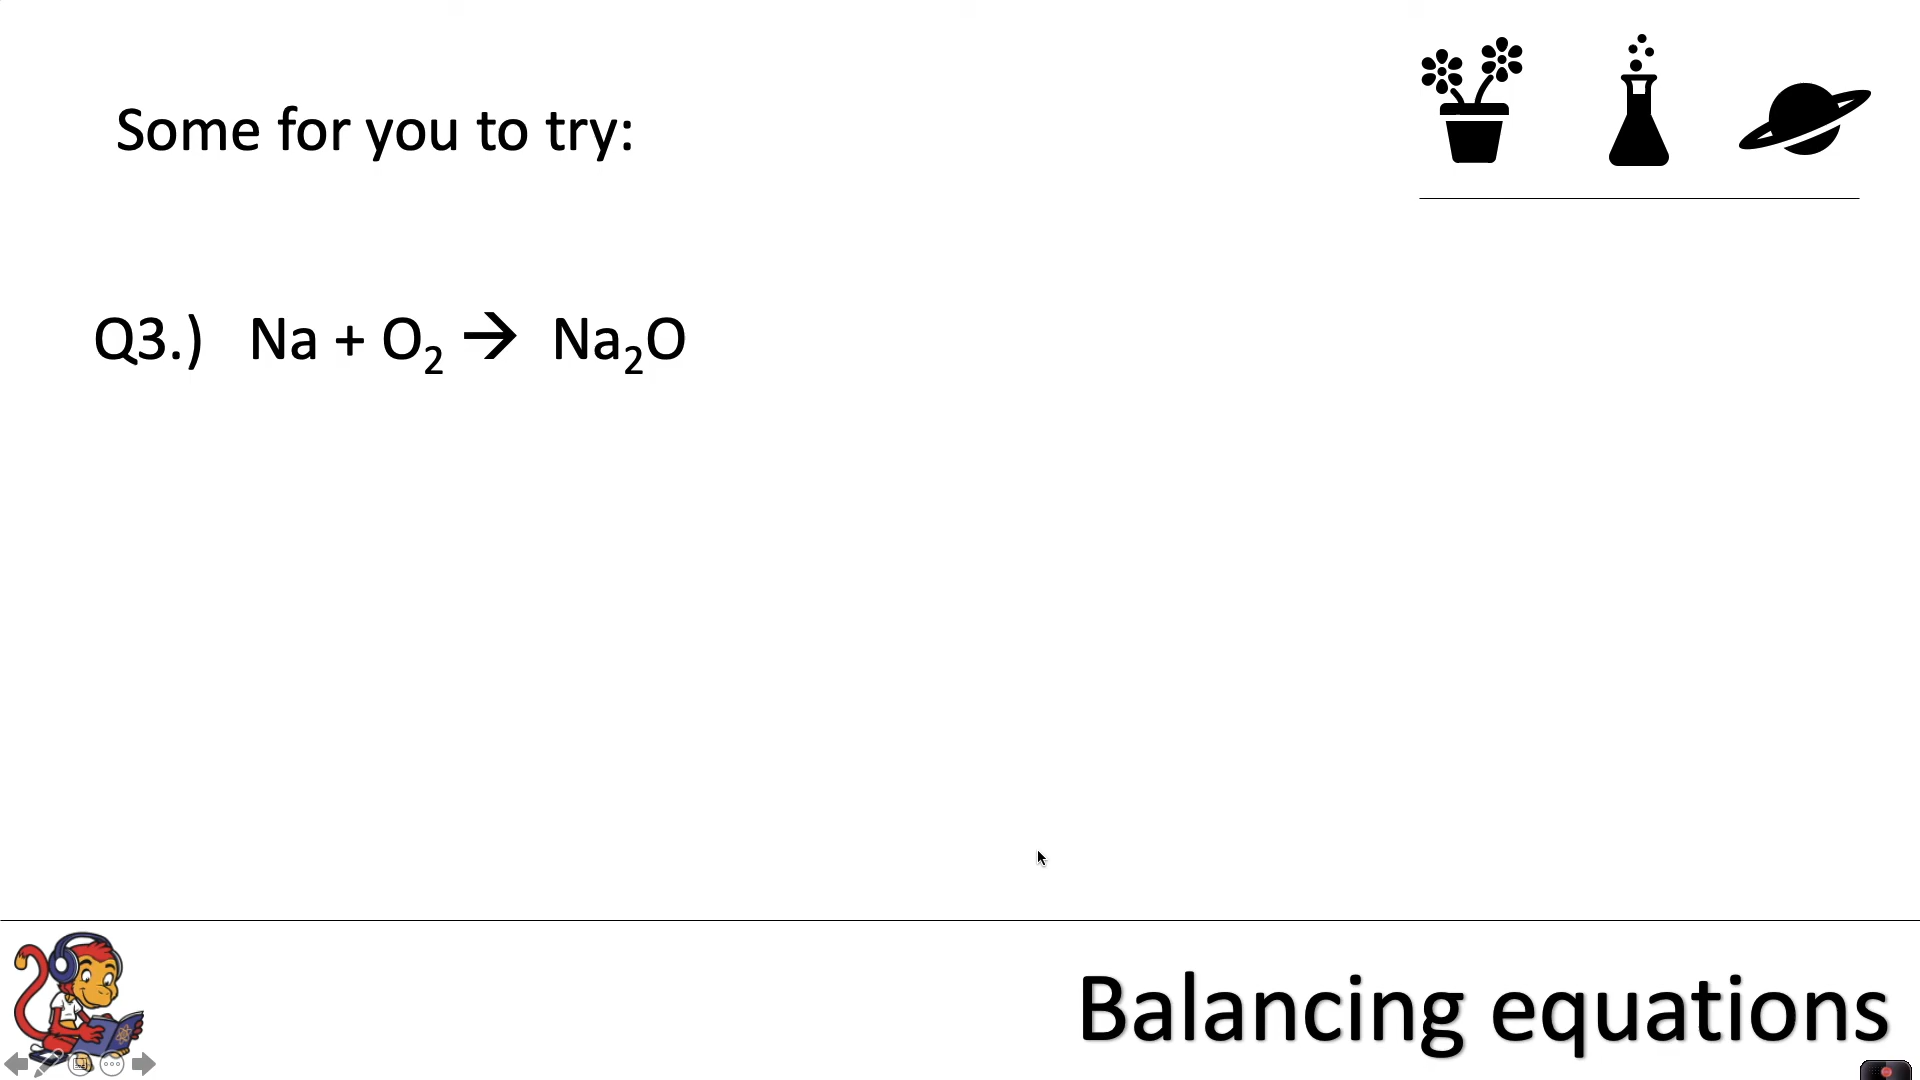 Some for you to try:
Q3.) Na + O₂ → Na₂O
Balancing equations